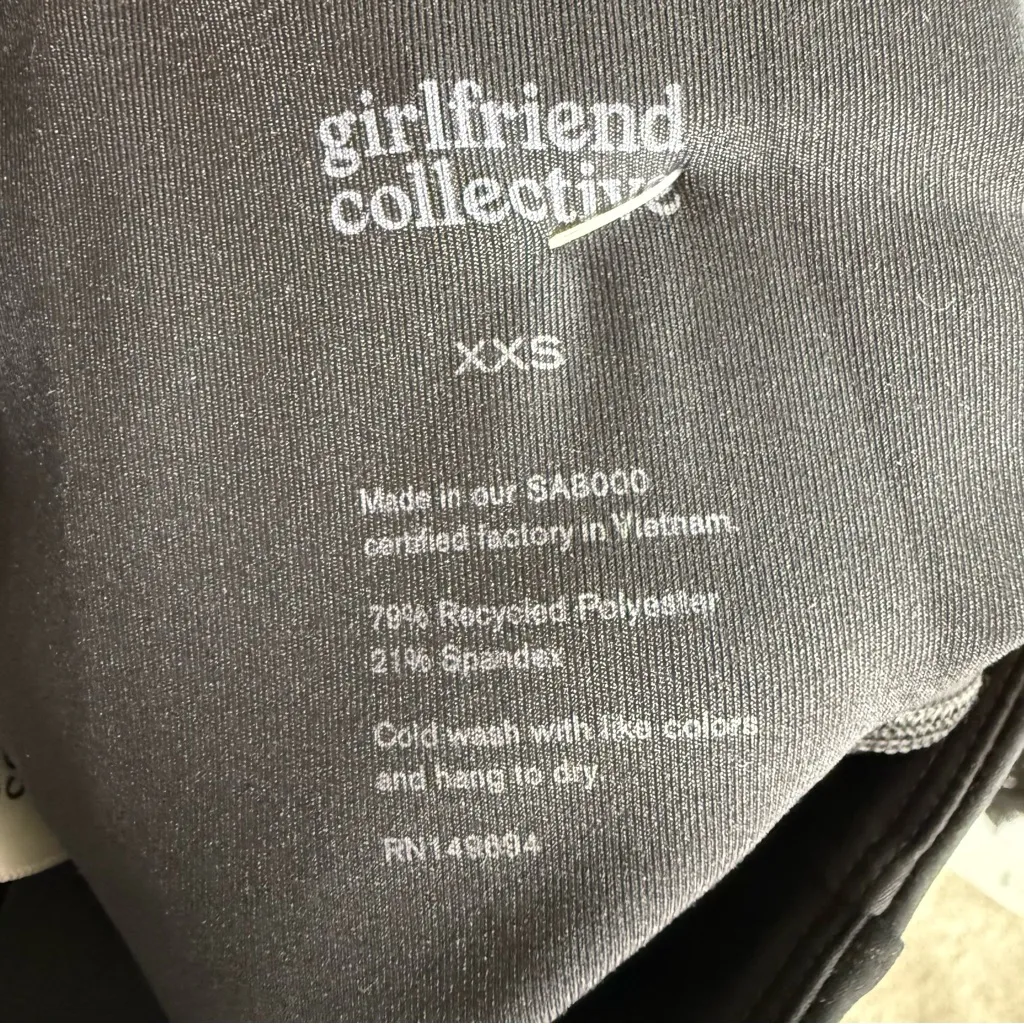 girlfriend
collective
XXS
Made in our SA8000
certified factory in Vietnam.
79% Recycled Polyester
21% Spandex
Cold wash with like colors
and hang to dry